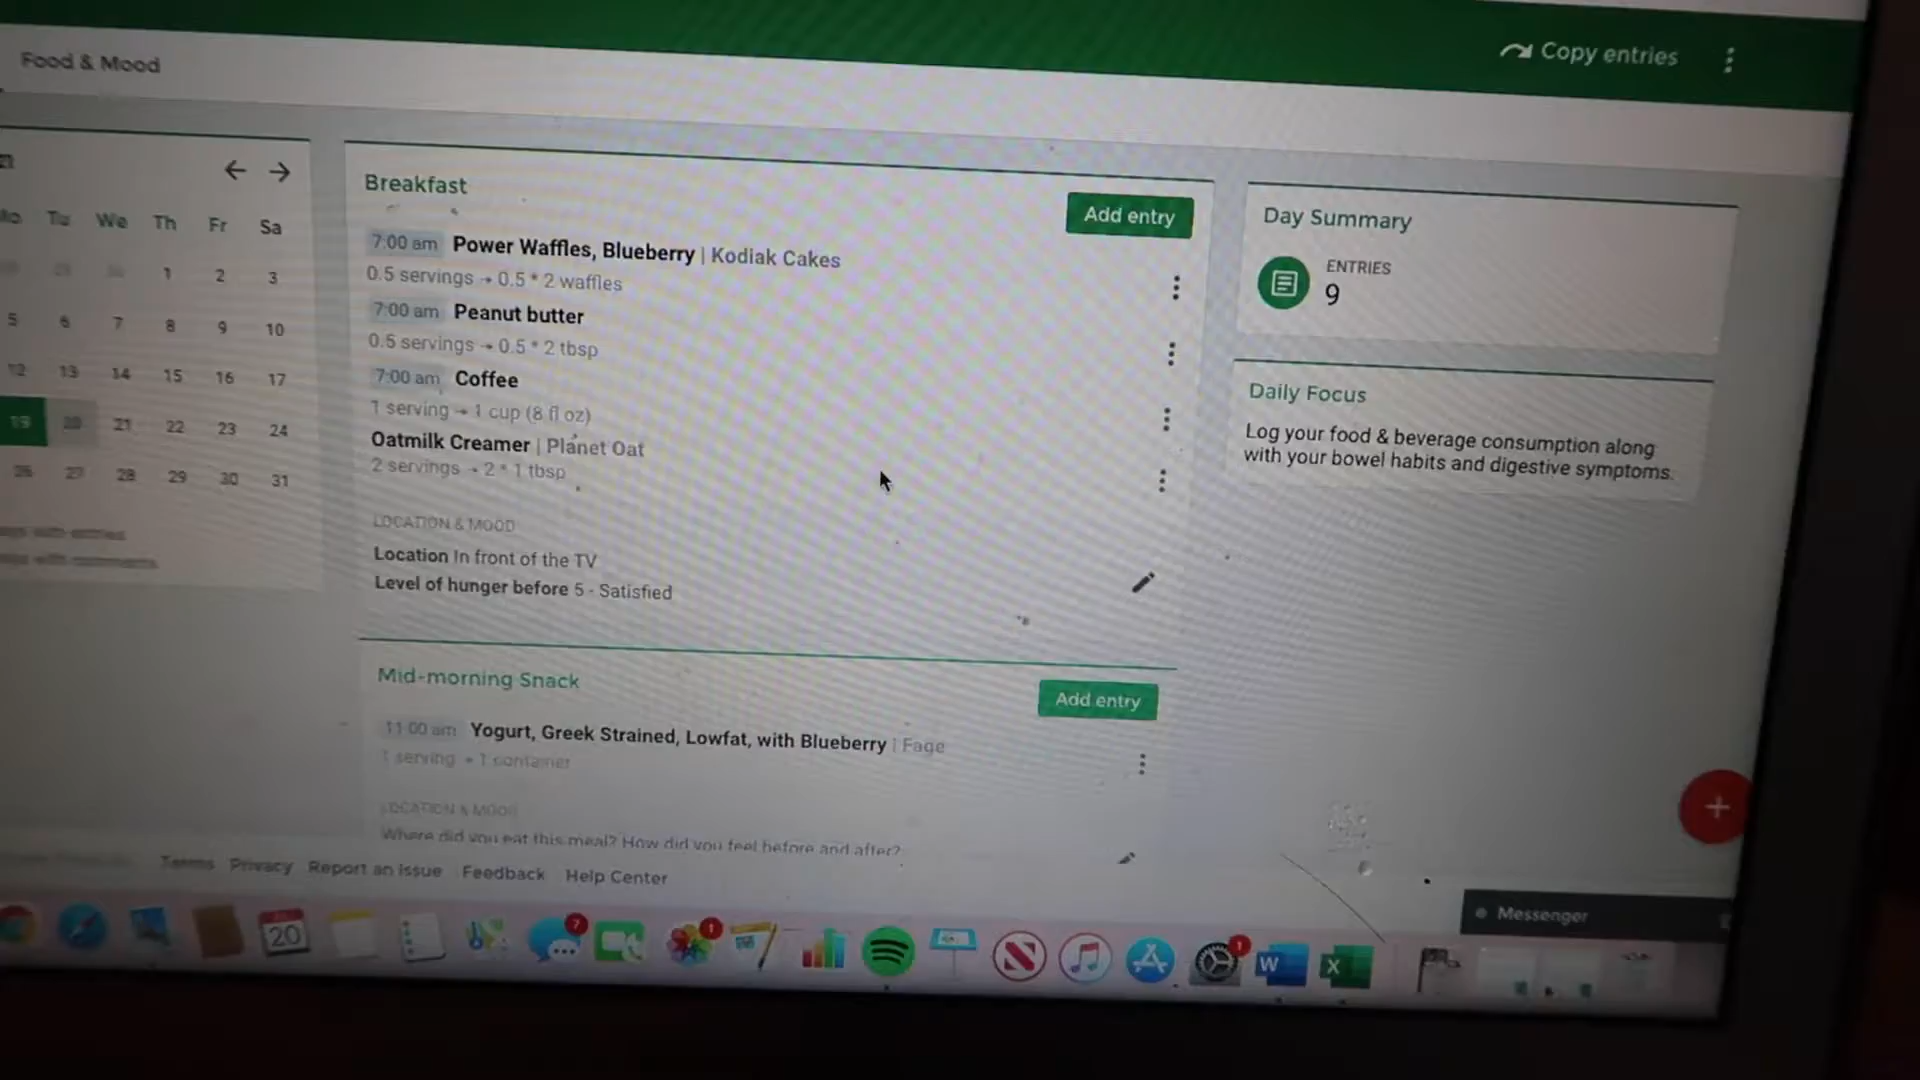 Copy entries
Food & Mood
Mo Tu We Th Fr Sa
1 2 3
5 6 7 8 9 10
12 13 14 15 16 17
19 20 21 22 23 24
26 27 28 29 30 31
Breakfast
Add entry
7:00 am Power Waffles, Blueberry | Kodiak Cakes
0.5 servings → 0.5 * 2 waffles
7:00 am Peanut butter
0.5 servings → 0.5 * 2 tbsp
7:00 am Coffee
1 serving → 1 cup (8 fl oz)
Oatmilk Creamer | Planet Oat
2 servings → 2 * 1 tbsp
LOCATION & MOOD
Location In front of the TV
Level of hunger before 5 - Satisfied
Mid-morning Snack
Add entry
11:00 am Yogurt, Greek Strained, Lowfat, with Blueberry | Fage
1 serving → 1 container
LOCATION & MOOD
Where did you eat this meal? How did you feel before and after?
Day Summary
ENTRIES
9
Daily Focus
Log your food & beverage consumption along
with your bowel habits and digestive symptoms.
Terms Privacy Report an Issue Feedback Help Center
Messenger
20
7
1
1
W
X